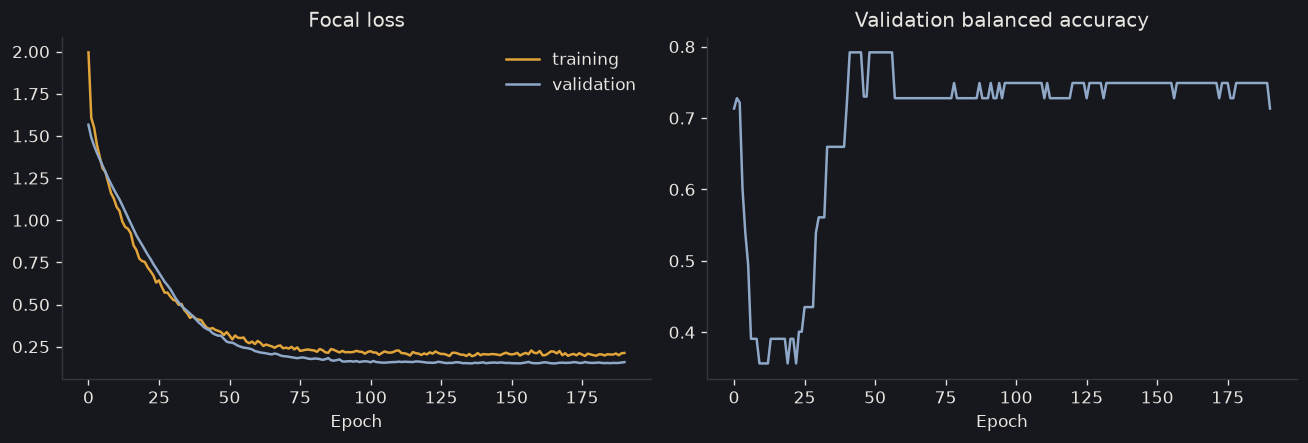 Focal loss
2.00
1.75
1.50
1.25
1.00
0.75
0.50
0.25
training
validation
0 25 50 75 100 125 150 175
Epoch
Validation balanced accuracy
0.8
0.7
0.6
0.5
0.4
0 25 50 75 100 125 150 175
Epoch